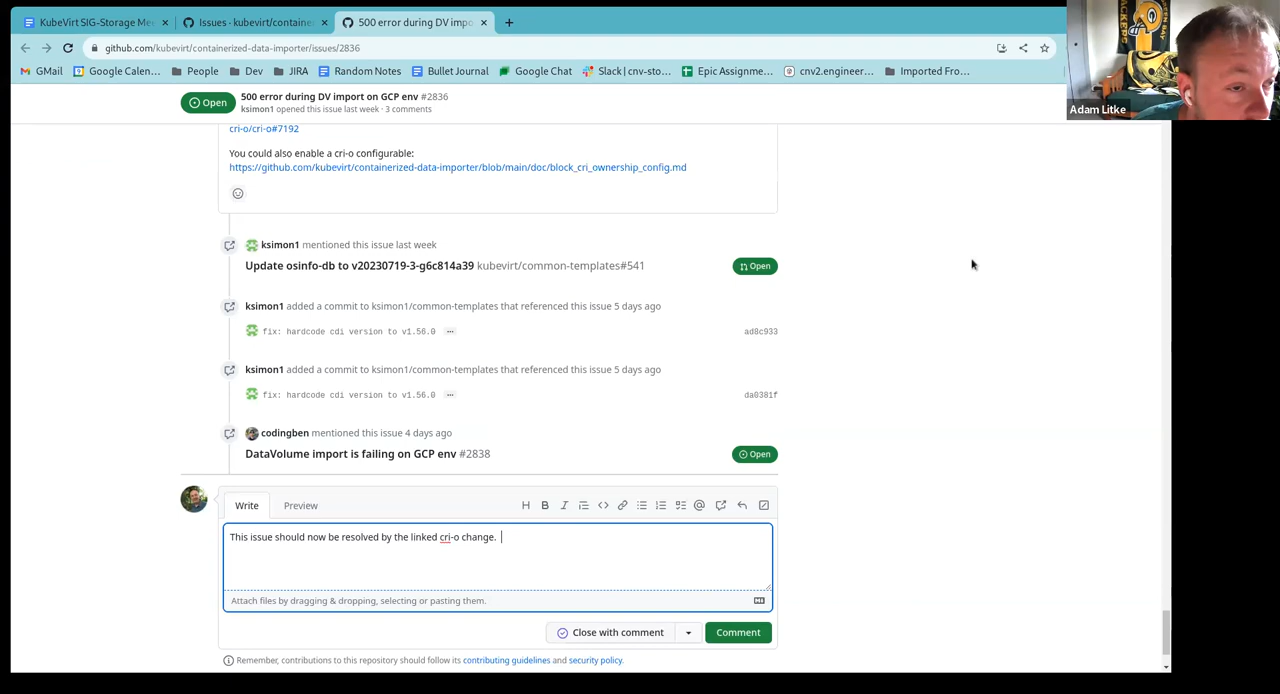 KubeVirt SIG-Storage Me
Issues · kubevirt/container
500 error during DV impo
github.com/kubevirt/containerized-data-importer/issues/2836
GMail
Google Calen...
People
Dev
JIRA
Random Notes
Bullet Journal
Google Chat
Slack | cnv-sto...
Epic Assignme...
cnv2.engineer...
Imported Fro...
PACKERS
Adam Litke
Open
500 error during DV import on GCP env #2836
ksimon1 opened this issue last week · 3 comments
cri-o/cri-o#7192
You could also enable a cri-o configurable:
https://github.com/kubevirt/containerized-data-importer/blob/main/doc/block_cri_ownership_config.md
ksimon1 mentioned this issue last week
Update osinfo-db to v20230719-3-g6c814a39 kubevirt/common-templates#541
Open
ksimon1 added a commit to ksimon1/common-templates that referenced this issue 5 days ago
fix: hardcode cdi version to v1.56.0 ...
ad8c933
ksimon1 added a commit to ksimon1/common-templates that referenced this issue 5 days ago
fix: hardcode cdi version to v1.56.0 ...
da0381f
codingben mentioned this issue 4 days ago
DataVolume import is failing on GCP env #2838
Open
Write
Preview
This issue should now be resolved by the linked cri-o change.
Attach files by dragging & dropping, selecting or pasting them.
Close with comment
Comment
Remember, contributions to this repository should follow its contributing guidelines and security policy.